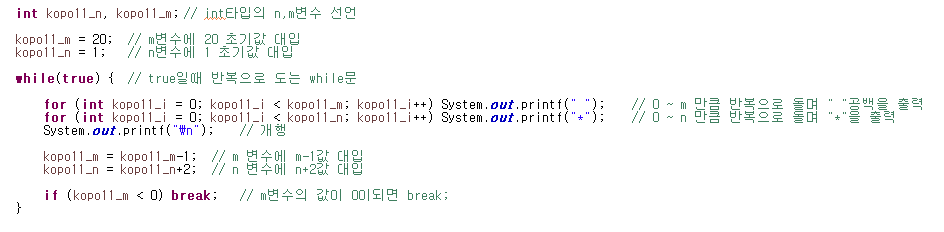 int kopo11_n, kopo11_m; // int타입의 n,m변수 선언
kopo11_m = 20;  // m변수에 20 초기값 대입
kopo11_n = 1;   // n변수에 1 초기값 대입
while(true) {  // true일때 반복으로 도는 while문
    for (int kopo11_i = 0; kopo11_i < kopo11_m; kopo11_i++) System.out.printf(" ");    // 0 ~ m 만큼 반복으로 돌며 " "공백을 출력
    for (int kopo11_i = 0; kopo11_i < kopo11_n; kopo11_i++) System.out.printf("*");    // 0 ~ n 만큼 반복으로 돌며 "*"을 출력
    System.out.printf("₩n");    // 개행
    kopo11_m = kopo11_m-1;  // m 변수에 m-1값 대입
    kopo11_n = kopo11_n+2;  // n 변수에 n+2값 대입
    if (kopo11_m < 0) break;   // m변수의 값이 0이되면 break;
}